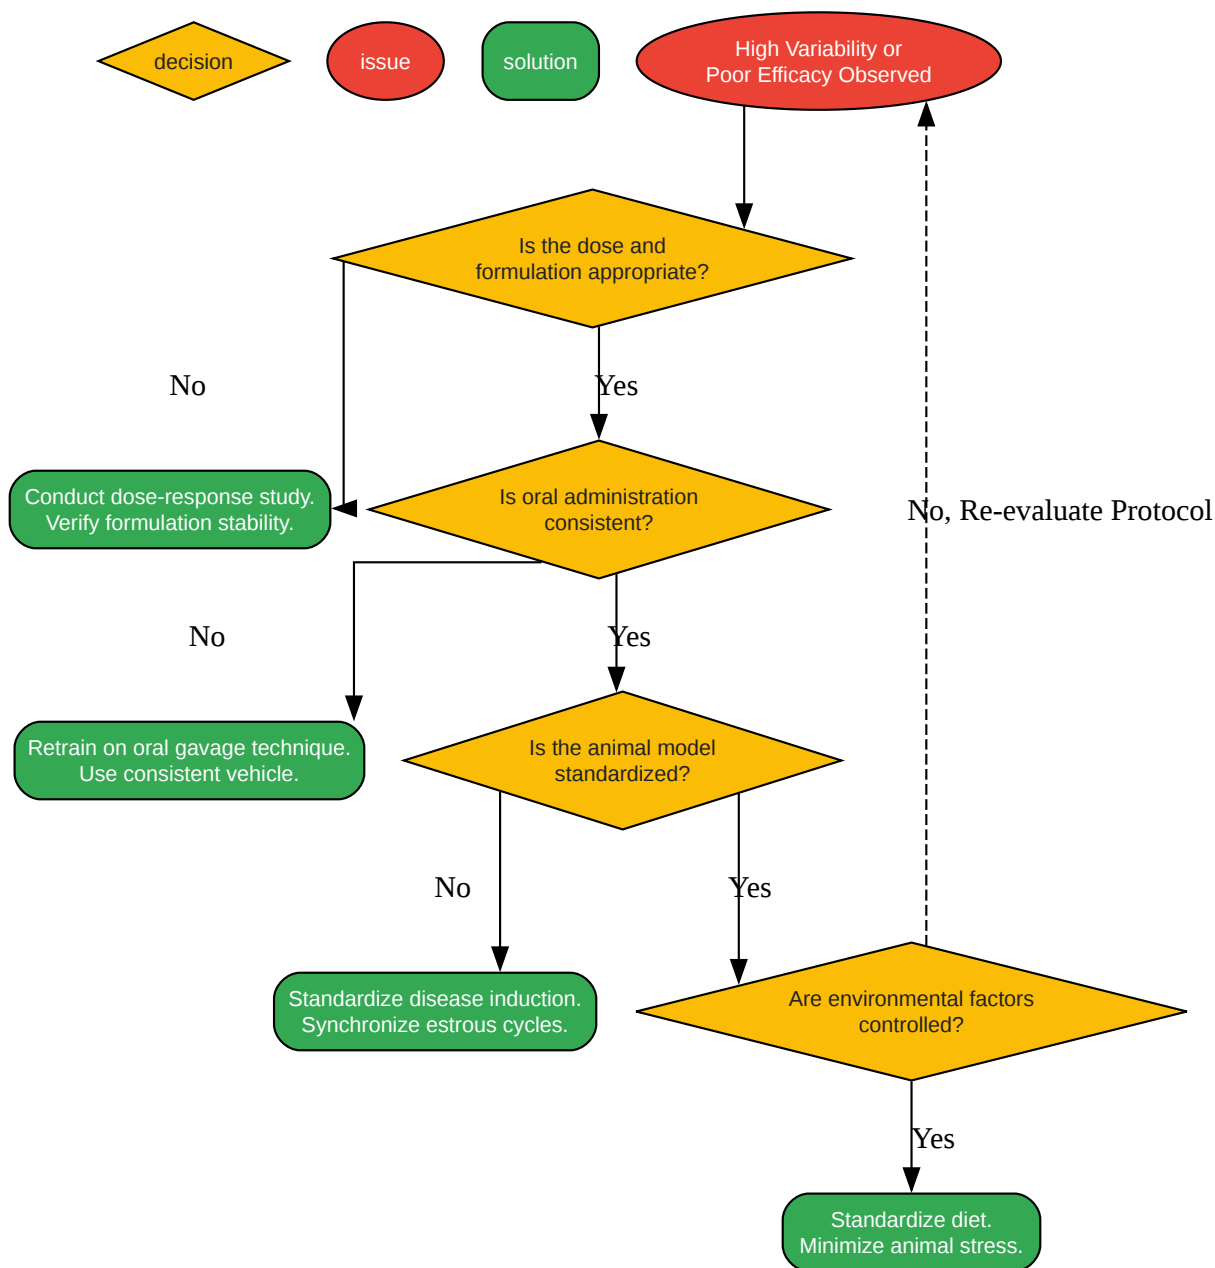 decision
issue
solution
High Variability or
Poor Efficacy Observed
Is the dose and
formulation appropriate?
No
Yes
Conduct dose-response study.
Verify formulation stability.
Is oral administration
consistent?
No, Re-evaluate Protocol
No
Yes
Retrain on oral gavage technique.
Use consistent vehicle.
Is the animal model
standardized?
No
Yes
Standardize disease induction.
Synchronize estrous cycles.
Are environmental factors
controlled?
Yes
Standardize diet.
Minimize animal stress.